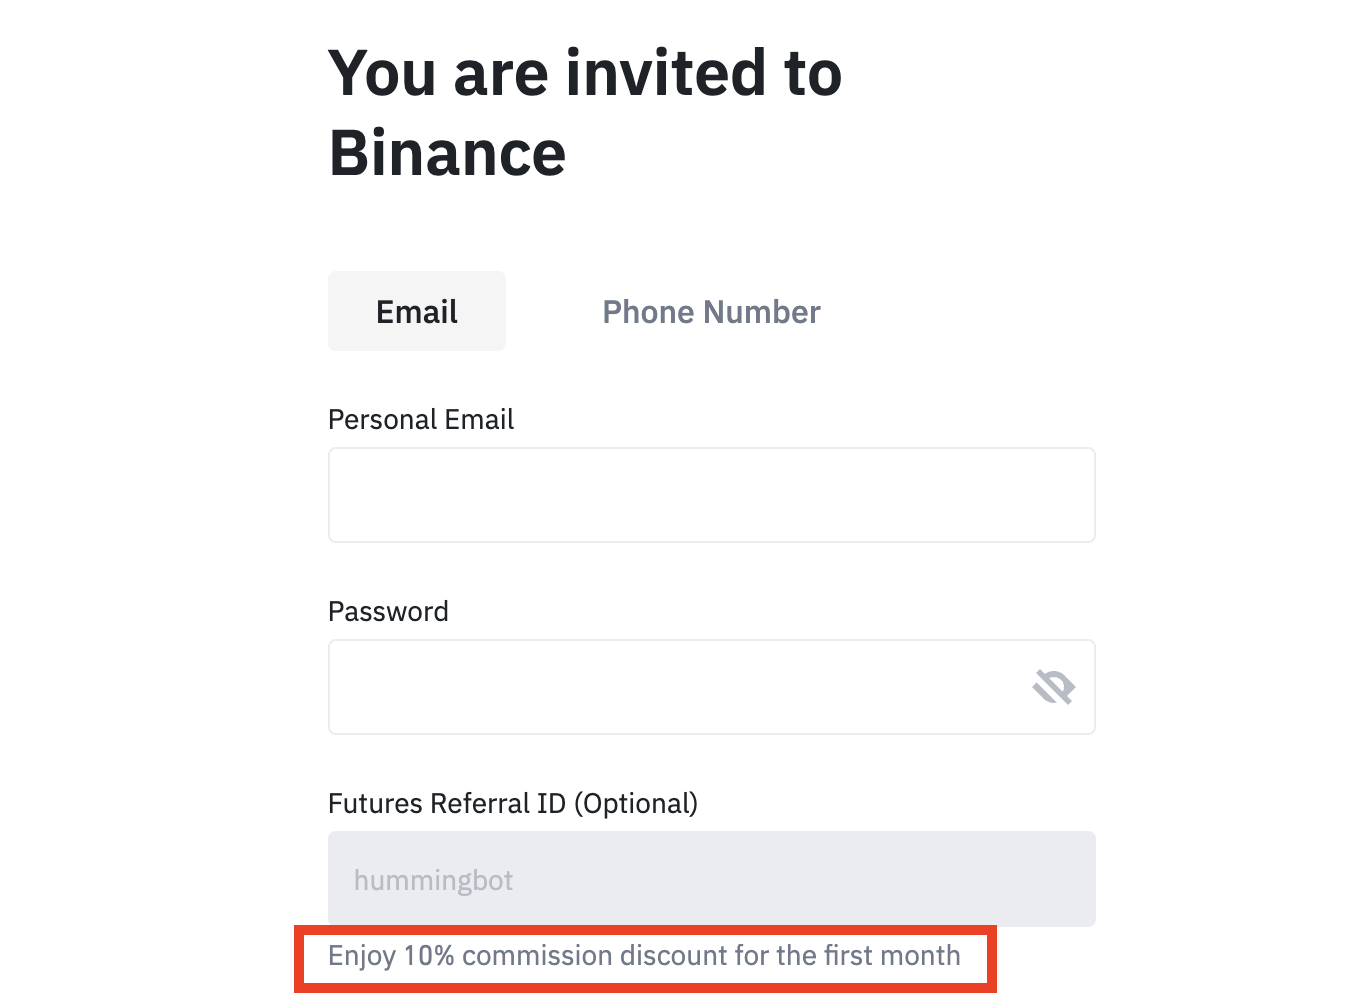 You are invited to
Binance
Email
Phone Number
Personal Email
Password
Futures Referral ID (Optional)
hummingbot
Enjoy 10% commission discount for the first month